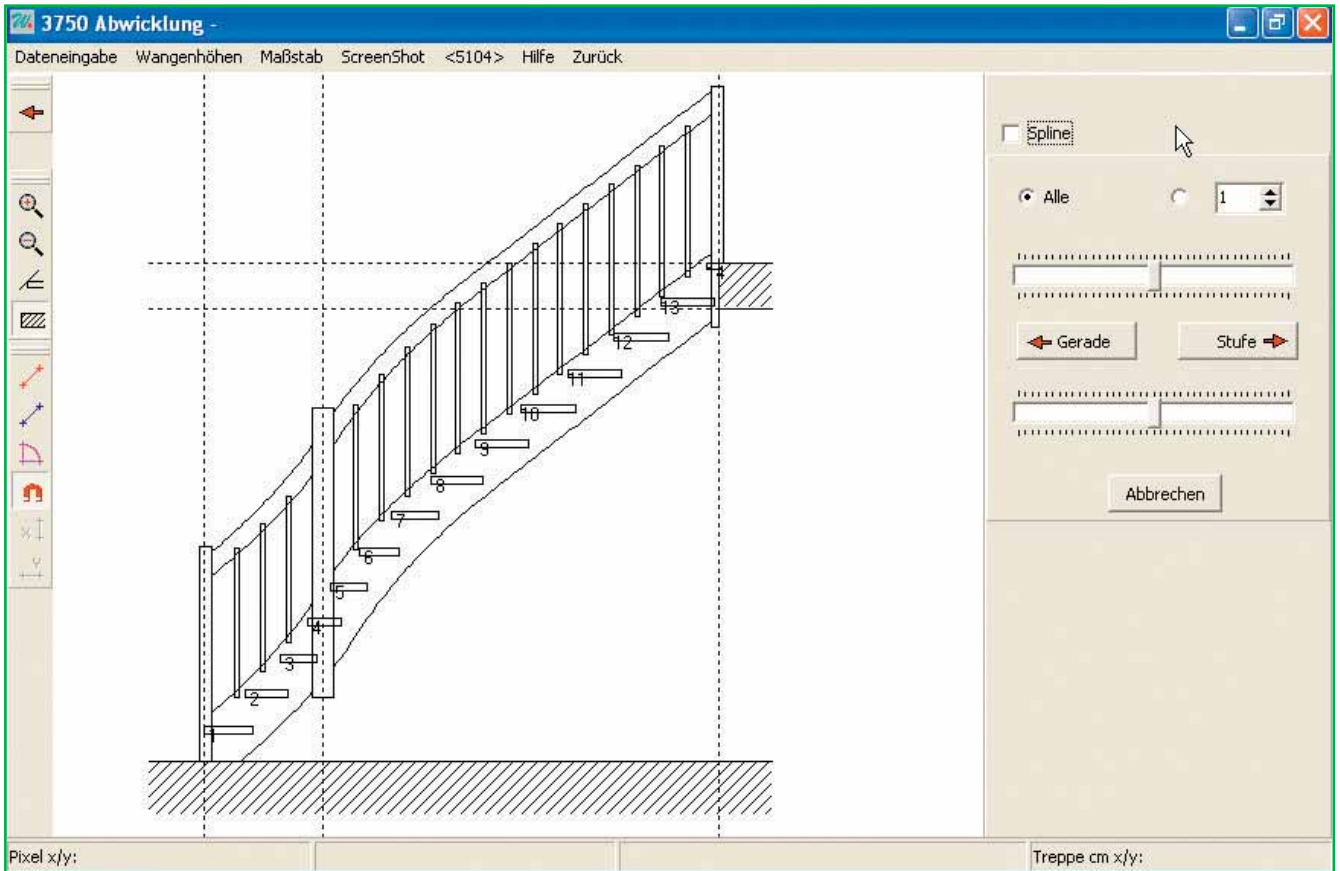 3750 Abwicklung -
Dateneingabe Wangenhöhen Maßstab ScreenShot <5104> Hilfe Zurück
Spline
Alle 1
Gerade Stufe
Abbrechen
13
12
11
10
9
8
7
6
5
4
3
2
1
Pixel x/y: Treppe cm x/y: